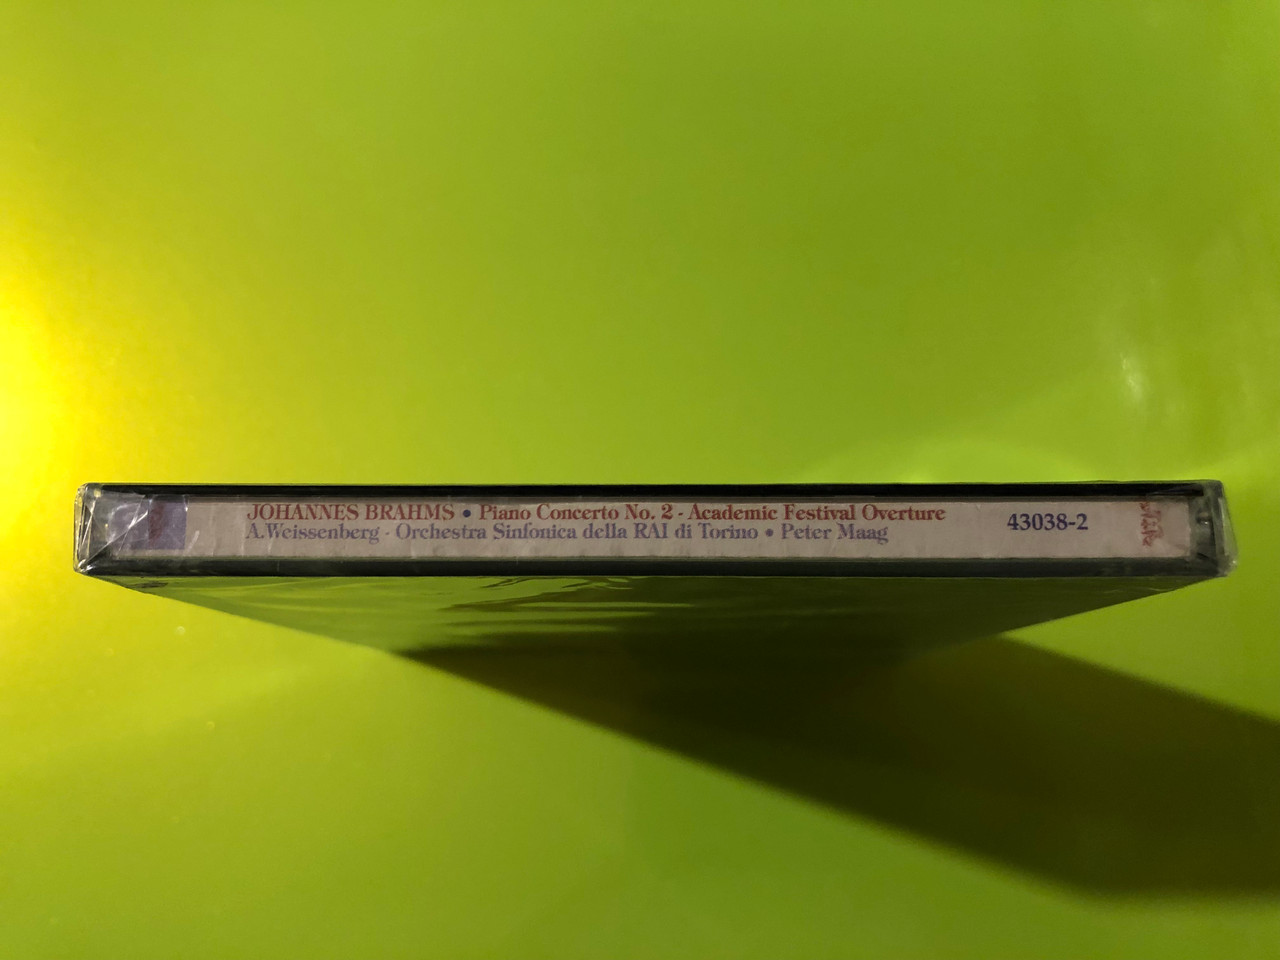 JOHANNES BRAHMS • Piano Concerto No. 2 - Academic Festival Overture
A.Weissenberg - Orchestra Sinfonica della RAI di Torino • Peter Maag
43038-2